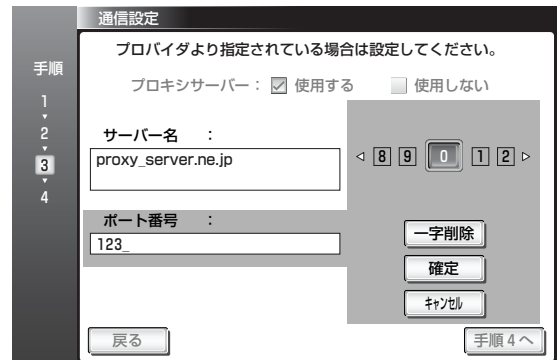 通信設定
プロバイダより指定されている場合は設定してください。
手順
1
2
3
4
プロキシサーバー： 使用する 使用しない
サーバー名 ：
proxy_server.ne.jp
8 9 0 1 2
ポート番号 ：
123_
一字削除
確定
ｷｬﾝｾﾙ
戻る
手順4へ